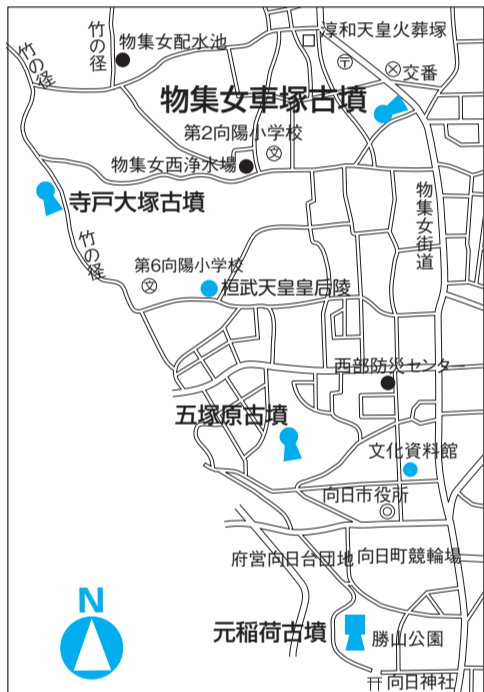 竹の径
竹の径
物集女配水池
淳和天皇火葬塚
〒
交番
物集女車塚古墳
第2向陽小学校
文
物集女西浄水場
物集女街道
寺戸大塚古墳
竹の径
第6向陽小学校
文
桓武天皇皇后陵
西部防災センター
五塚原古墳
文化資料館
向日市役所
府営向日台団地
向日町競輪場
N
元稲荷古墳
勝山公園
向日神社